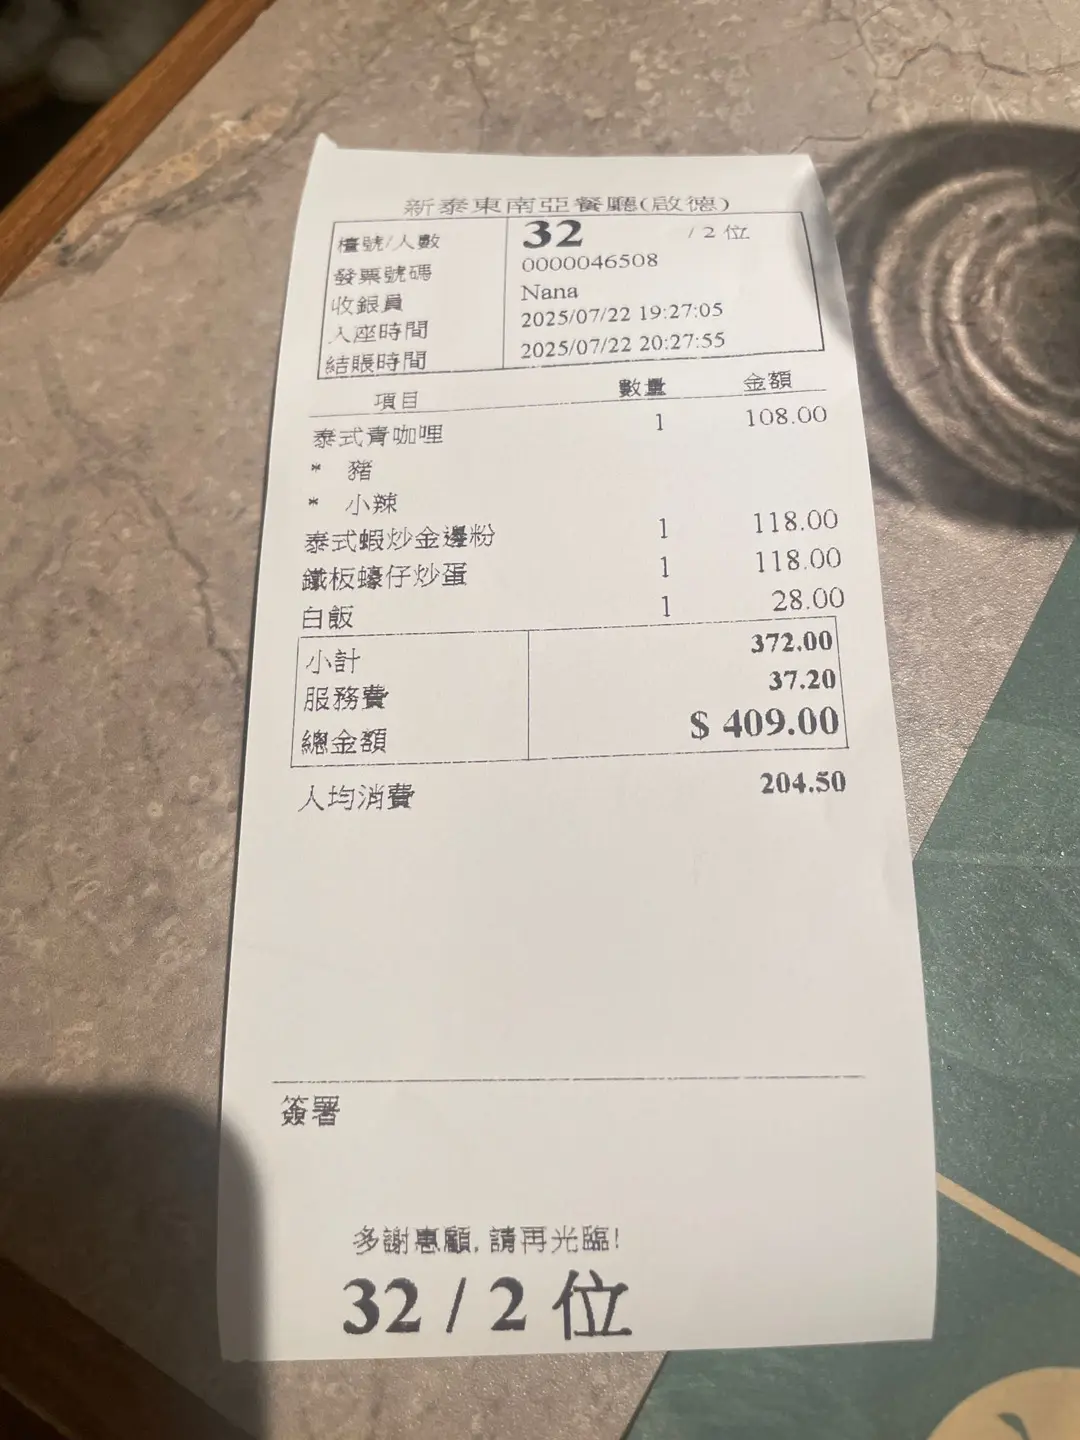 新泰東南亞餐廳(啟德)
檯號/人數 32 / 2 位
發票號碼 0000046508
收銀員 Nana
入座時間 2025/07/22 19:27:05
結賬時間 2025/07/22 20:27:55
項目 數量 金額
泰式青咖喱 1 108.00
* 豬
* 小辣
泰式蝦炒金邊粉 1 118.00
鐵板蠔仔炒蛋 1 118.00
白飯 1 28.00
小計 372.00
服務費 37.20
總金額 $ 409.00
人均消費 204.50
簽署
多謝惠顧, 請再光臨!
32 / 2 位